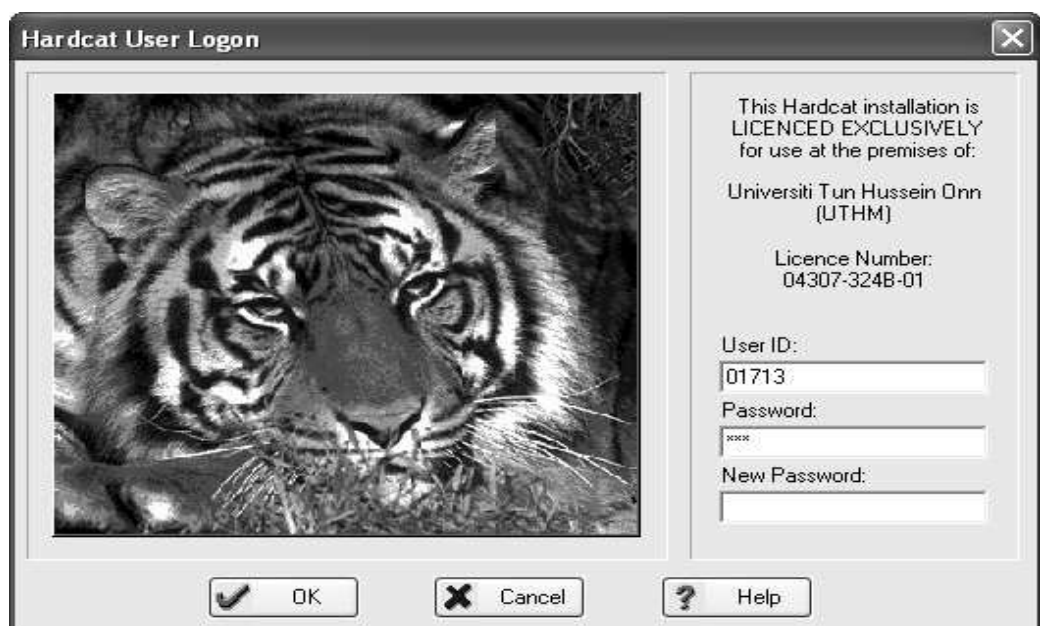 Hardcat User Logon
This Hardcat installation is
LICENCED EXCLUSIVELY
for use at the premises of:
Universiti Tun Hussein Onn
(UTHM)
Licence Number:
04307-324B-01
User ID:
01713
Password:
***
New Password:
OK
Cancel
? Help